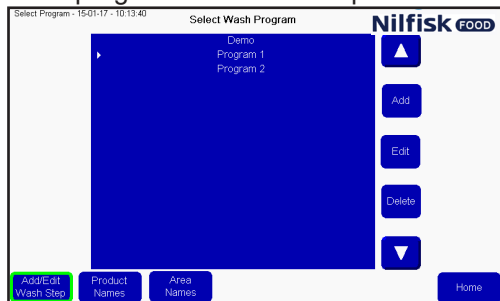 Select Program - 15-01-17 - 10:13:40
Select Wash Program
Nilfisk FOOD
Demo
Program 1
Program 2
Add
Edit
Delete
Add/Edit
Wash Step
Product
Names
Area
Names
Home